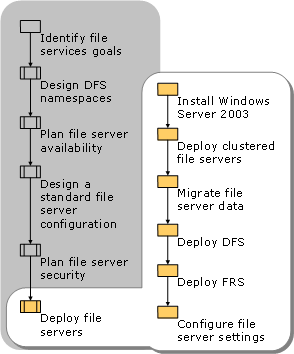 Identify file
services goals
Design DFS
namespaces
Plan file server
availability
Design a
standard file
server
configuration
Plan file server
security
Deploy file
servers
Install Windows
Server 2003
Deploy clustered
file servers
Migrate file
server data
Deploy DFS
Deploy FRS
Configure file
server settings